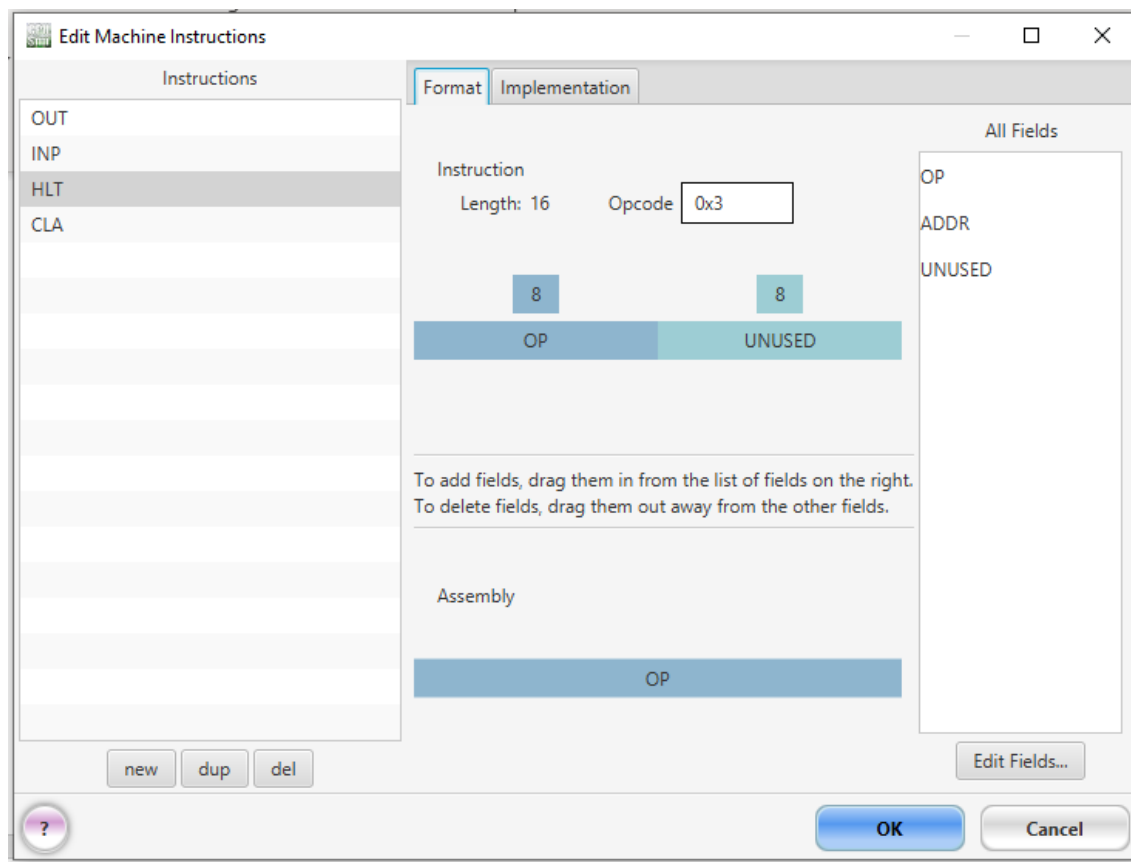 Edit Machine Instructions
Instructions
OUT
INP
HLT
CLA
new dup del
Format Implementation
Instruction
Length: 16 Opcode 0x3
8 8
OP UNUSED
To add fields, drag them in from the list of fields on the right.
To delete fields, drag them out away from the other fields.
Assembly
OP
All Fields
OP
ADDR
UNUSED
Edit Fields...
? OK Cancel